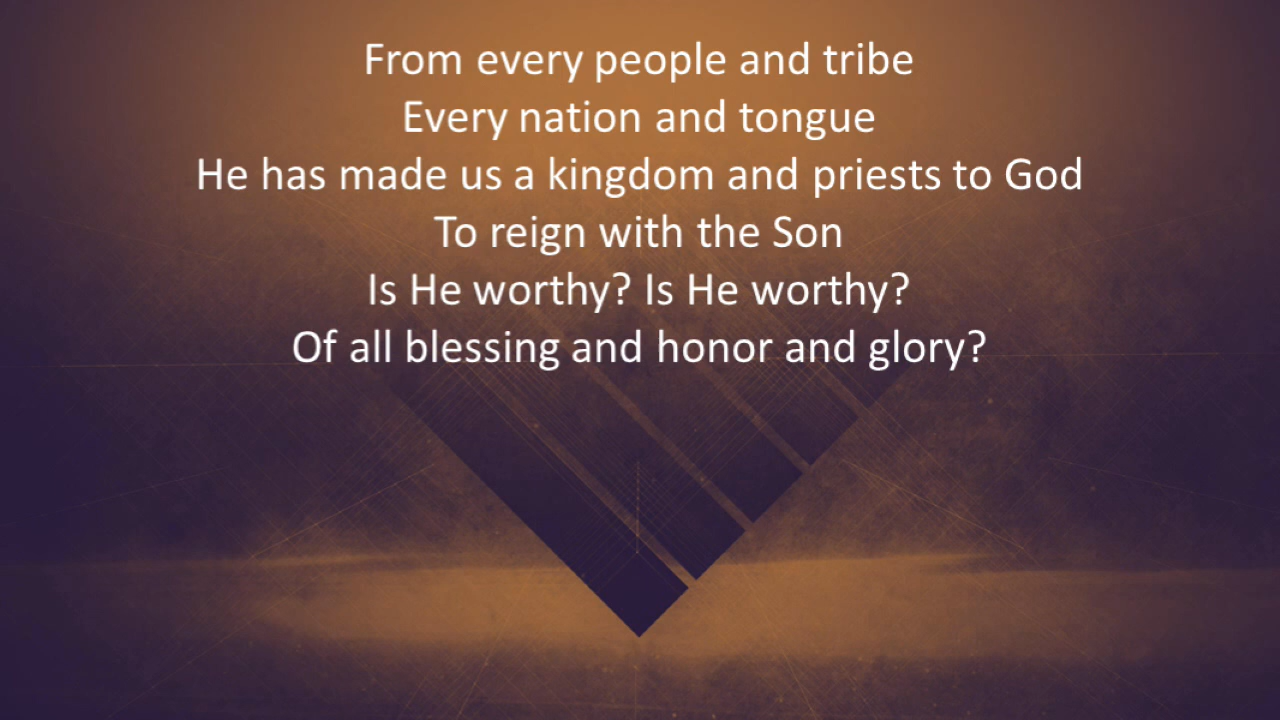 From every people and tribe
Every nation and tongue
He has made us a kingdom and priests to God
To reign with the Son
Is He worthy? Is He worthy?
Of all blessing and honor and glory?